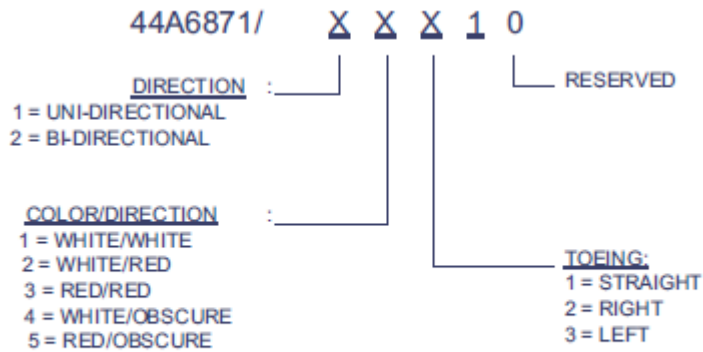 44A6871/ X X X 1 0
DIRECTION :
1 = UNI-DIRECTIONAL
2 = BI-DIRECTIONAL
RESERVED
COLOR/DIRECTION :
1 = WHITE/WHITE
2 = WHITE/RED
3 = RED/RED
4 = WHITE/OBSCURE
5 = RED/OBSCURE
TOEING:
1 = STRAIGHT
2 = RIGHT
3 = LEFT